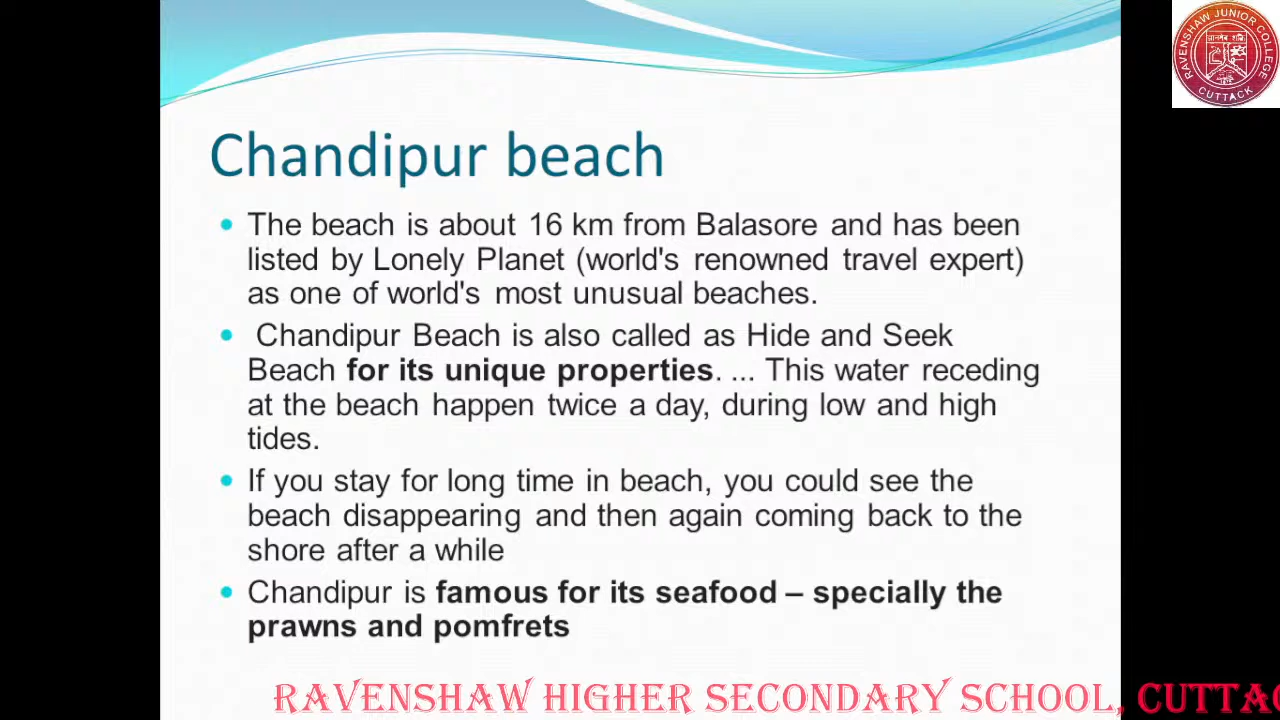 RAVENSHAW JUNIOR COLLEGE
CUTTACK
Chandipur beach
The beach is about 16 km from Balasore and has been
listed by Lonely Planet (world's renowned travel expert)
as one of world's most unusual beaches.
Chandipur Beach is also called as Hide and Seek
Beach for its unique properties. ... This water receding
at the beach happen twice a day, during low and high
tides.
If you stay for long time in beach, you could see the
beach disappearing and then again coming back to the
shore after a while
Chandipur is famous for its seafood – specially the
prawns and pomfrets
RAVENSHAW HIGHER SECONDARY SCHOOL, CUTTAC